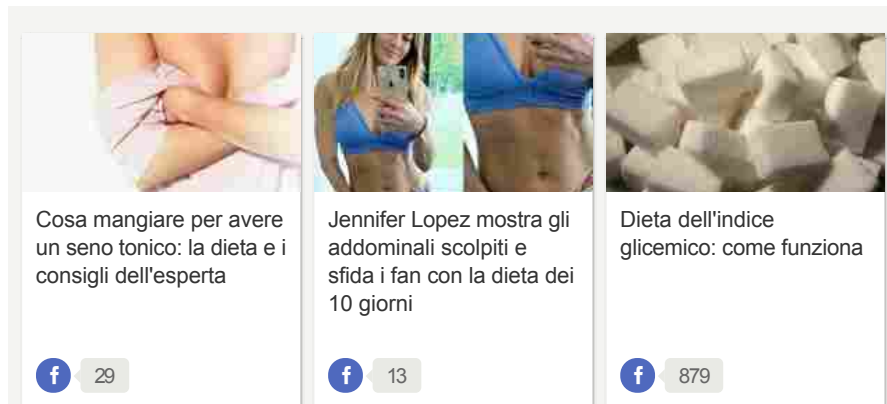 Cosa mangiare per avere
un seno tonico: la dieta e i
consigli dell'esperta
f 29
Jennifer Lopez mostra gli
addominali scolpiti e
sfida i fan con la dieta dei
10 giorni
f 13
Dieta dell'indice
glicemico: come funziona
f 879